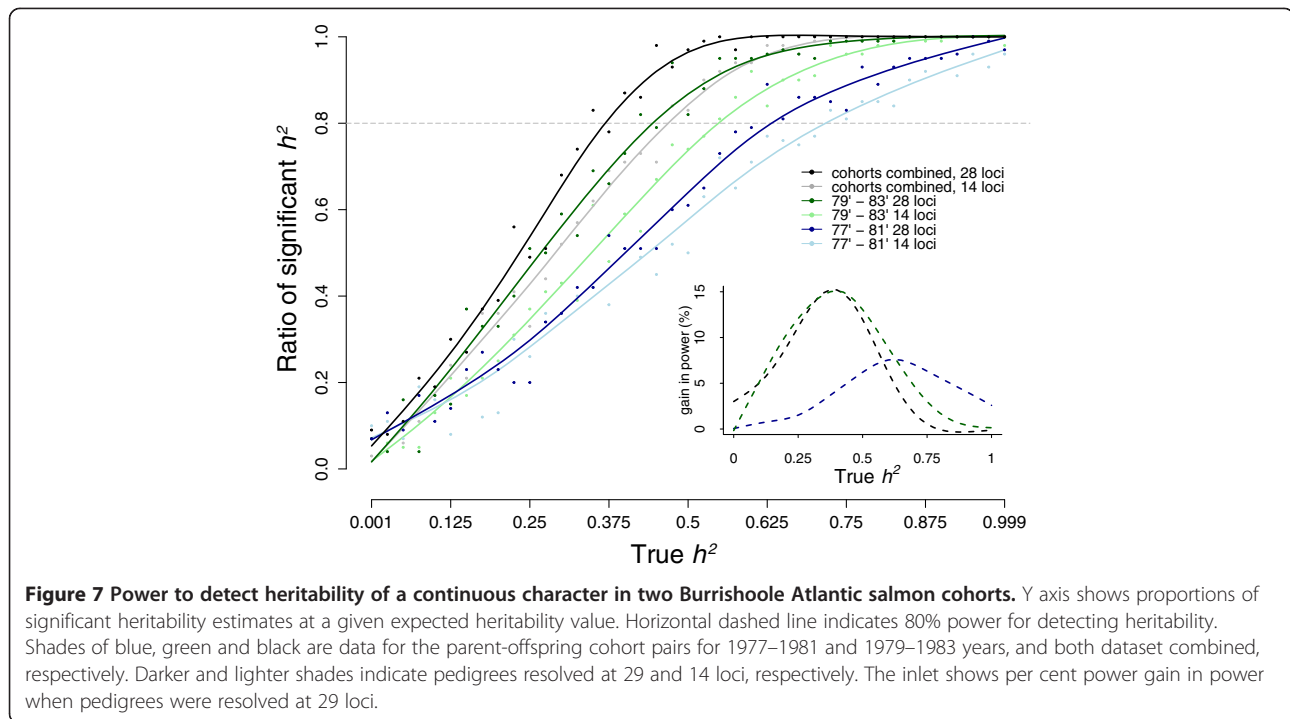 Ratio of significant h²
1.0
0.8
0.6
0.4
0.2
0.0
0.001 0.125 0.25 0.375 0.5 0.625 0.75 0.875 0.999
True h²
cohorts combined, 28 loci
cohorts combined, 14 loci
79' – 83' 28 loci
79' – 83' 14 loci
77' – 81' 28 loci
77' – 81' 14 loci
gain in power (%)
15
10
5
0
0 0.25 0.5 0.75 1
True h²
Figure 7 Power to detect heritability of a continuous character in two Burrishoole Atlantic salmon cohorts. Y axis shows proportions of
significant heritability estimates at a given expected heritability value. Horizontal dashed line indicates 80% power for detecting heritability.
Shades of blue, green and black are data for the parent-offspring cohort pairs for 1977–1981 and 1979–1983 years, and both dataset combined,
respectively. Darker and lighter shades indicate pedigrees resolved at 29 and 14 loci, respectively. The inlet shows per cent power gain in power
when pedigrees were resolved at 29 loci.